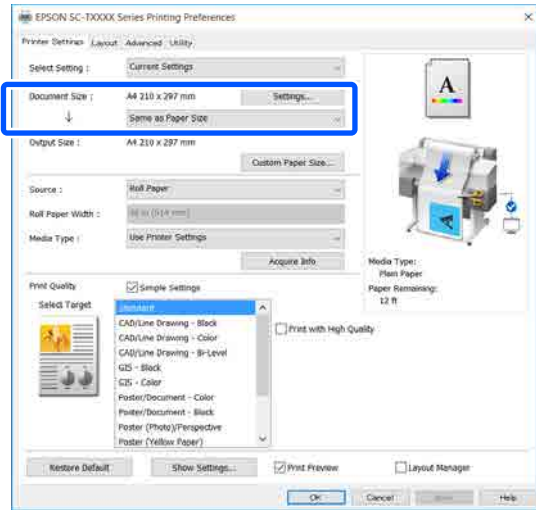 EPSON SC-TXXXX Series Printing Preferences
Printer Settings Layout Advanced Utility
Select Setting : Current Settings
Document Size : A4 210 x 297 mm Settings...
Same as Paper Size
Output Size : A4 210 x 297 mm
Custom Paper Size...
Source : Roll Paper
Roll Paper Width :
Media Type : Use Printer Settings
Acquire Info
A
Media Type:
Plain Paper
Paper Remaining:
12 ft
Print Quality Simple Settings
Select Target
Standard
CAD/Line Drawing - Black
CAD/Line Drawing - Color
CAD/Line Drawing - Bi-Level
GIS - Black
GIS - Color
Poster/Document - Color
Poster/Document - Black
Poster (Photo)/Perspective
Poster (Yellow Paper)
Print with High Quality
Restore Default Show Settings... Print Preview Layout Manager
OK Cancel Help